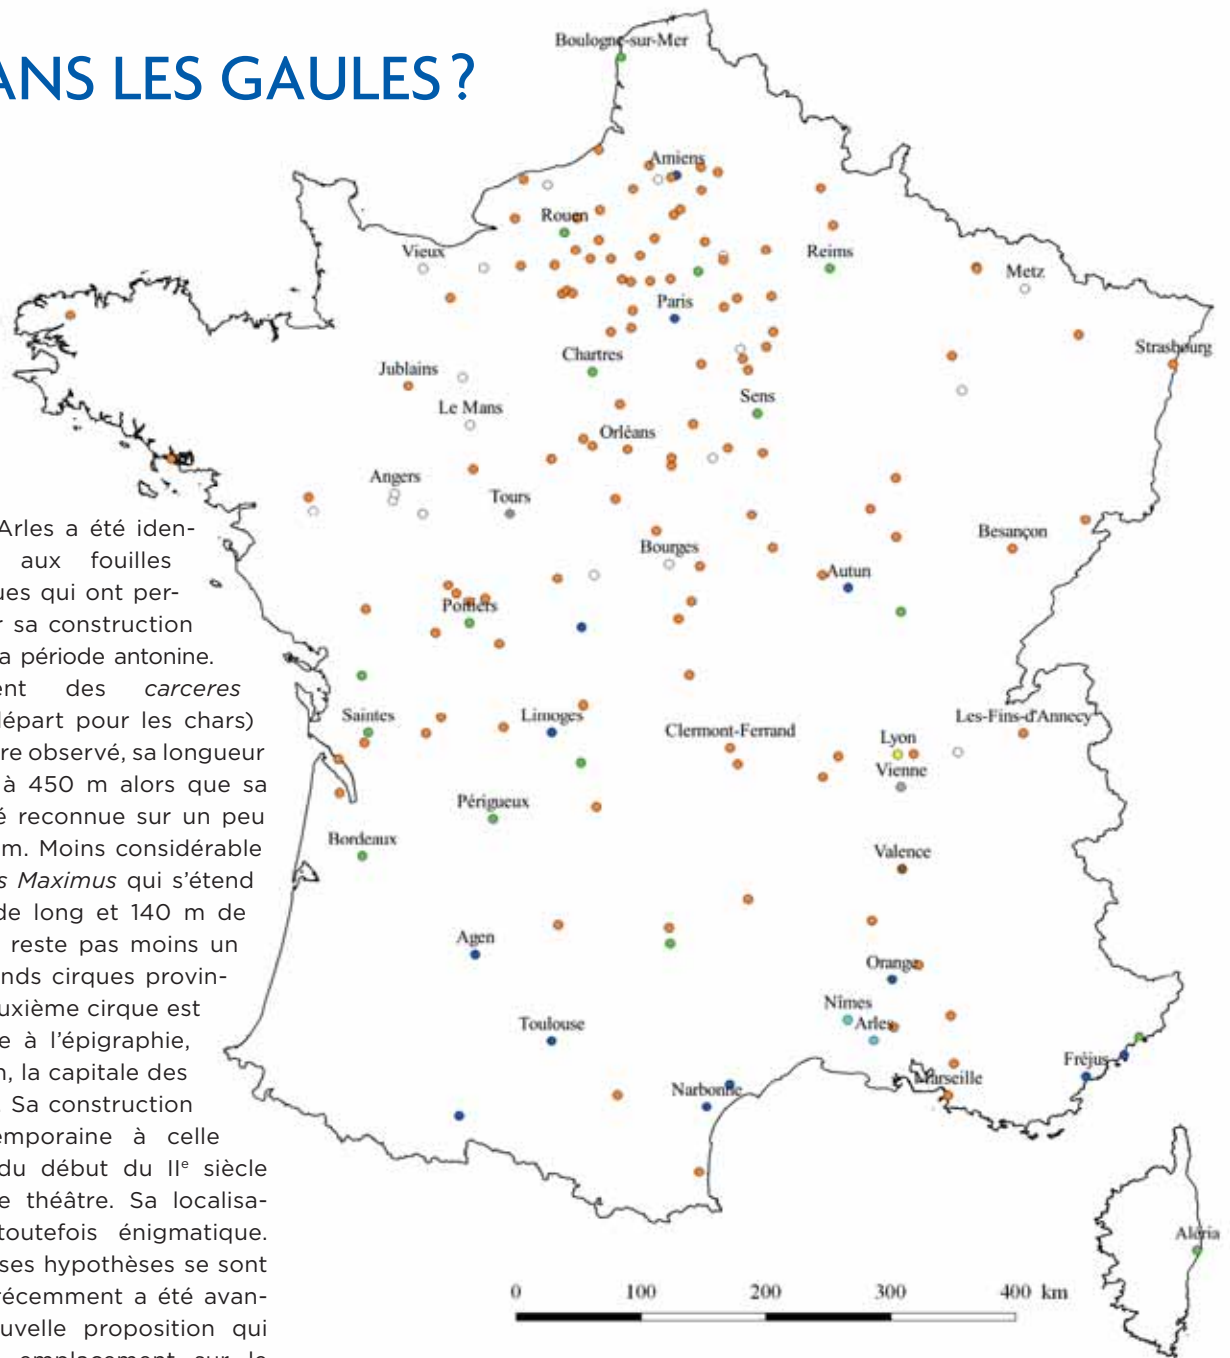 ANS LES GAULES ?
Boulogne-sur-Mer
Amiens
Rouen
Vieux
Reims
Metz
Paris
Strasbourg
Chartres
Jublains
Sens
Le Mans
Orléans
Angers
Tours
Besançon
Bourges
Autun
Poitiers
Saintes
Limoges
Clermont-Ferrand
Les-Fins-d'Annecy
Lyon
Vienne
Périgueux
Bordeaux
Valence
Agen
Orange
Nîmes
Arles
Toulouse
Fréjus
Narbonne
Marseille
Aléria
0 100 200 300 400 km
Arles a été iden-
aux fouilles
ues qui ont per-
r sa construction
a période antonine.
ent des carceres
départ pour les chars)
re observé, sa longueur
à 450 m alors que sa
é reconnue sur un peu
m. Moins considérable
s Maximus qui s'étend
de long et 140 m de
reste pas moins un
nds cirques provin-
uxième cirque est
e à l'épigraphie,
n, la capitale des
. Sa construction
emporaine à celle
du début du IIe siècle
e théâtre. Sa localisa-
toutefois énigmatique.
ses hypothèses se sont
récemment a été avan-
uvelle proposition qui
emplacement sur le